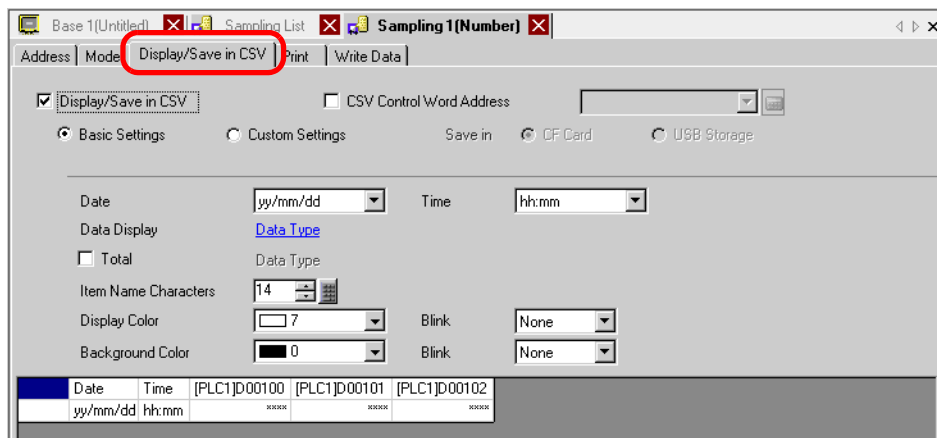 Base 1(Untitled) Sampling List Sampling 1(Number)
Address Mode Display/Save in CSV Print Write Data
Display/Save in CSV CSV Control Word Address
Basic Settings Custom Settings Save in CF Card USB Storage
Date yy/mm/dd Time hh:mm
Data Display Data Type
Total Data Type
Item Name Characters 14
Display Color 7 Blink None
Background Color 0 Blink None
Date Time [PLC1]D00100 [PLC1]D00101 [PLC1]D00102
yy/mm/dd hh:mm **** **** ****